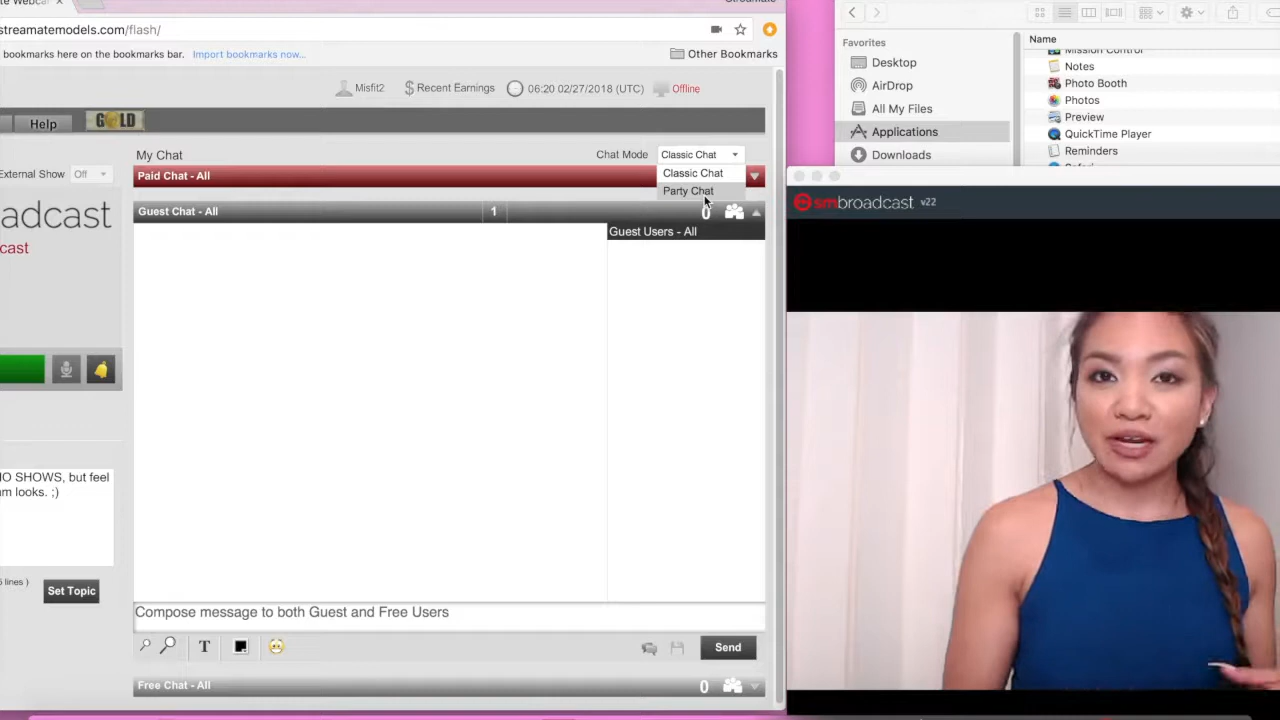 streamatemodels.com/flash/
bookmarks here on the bookmarks bar. Import bookmarks now... Other Bookmarks
Misfit2 $ Recent Earnings 06:20 02/27/2018 (UTC) Offline
Help GOLD
My Chat Chat Mode Classic Chat
External Show Off
Paid Chat - All
Classic Chat
Party Chat
Guest Chat - All 1 0
Guest Users - All
adcast
cast
IO SHOWS, but feel
m looks. ;)
lines )
Set Topic
Compose message to both Guest and Free Users
T Send
Free Chat - All 0
Favorites
Desktop
AirDrop
All My Files
Applications
Downloads
Name
Mission Control
Notes
Photo Booth
Photos
Preview
QuickTime Player
Reminders
smbroadcast v22